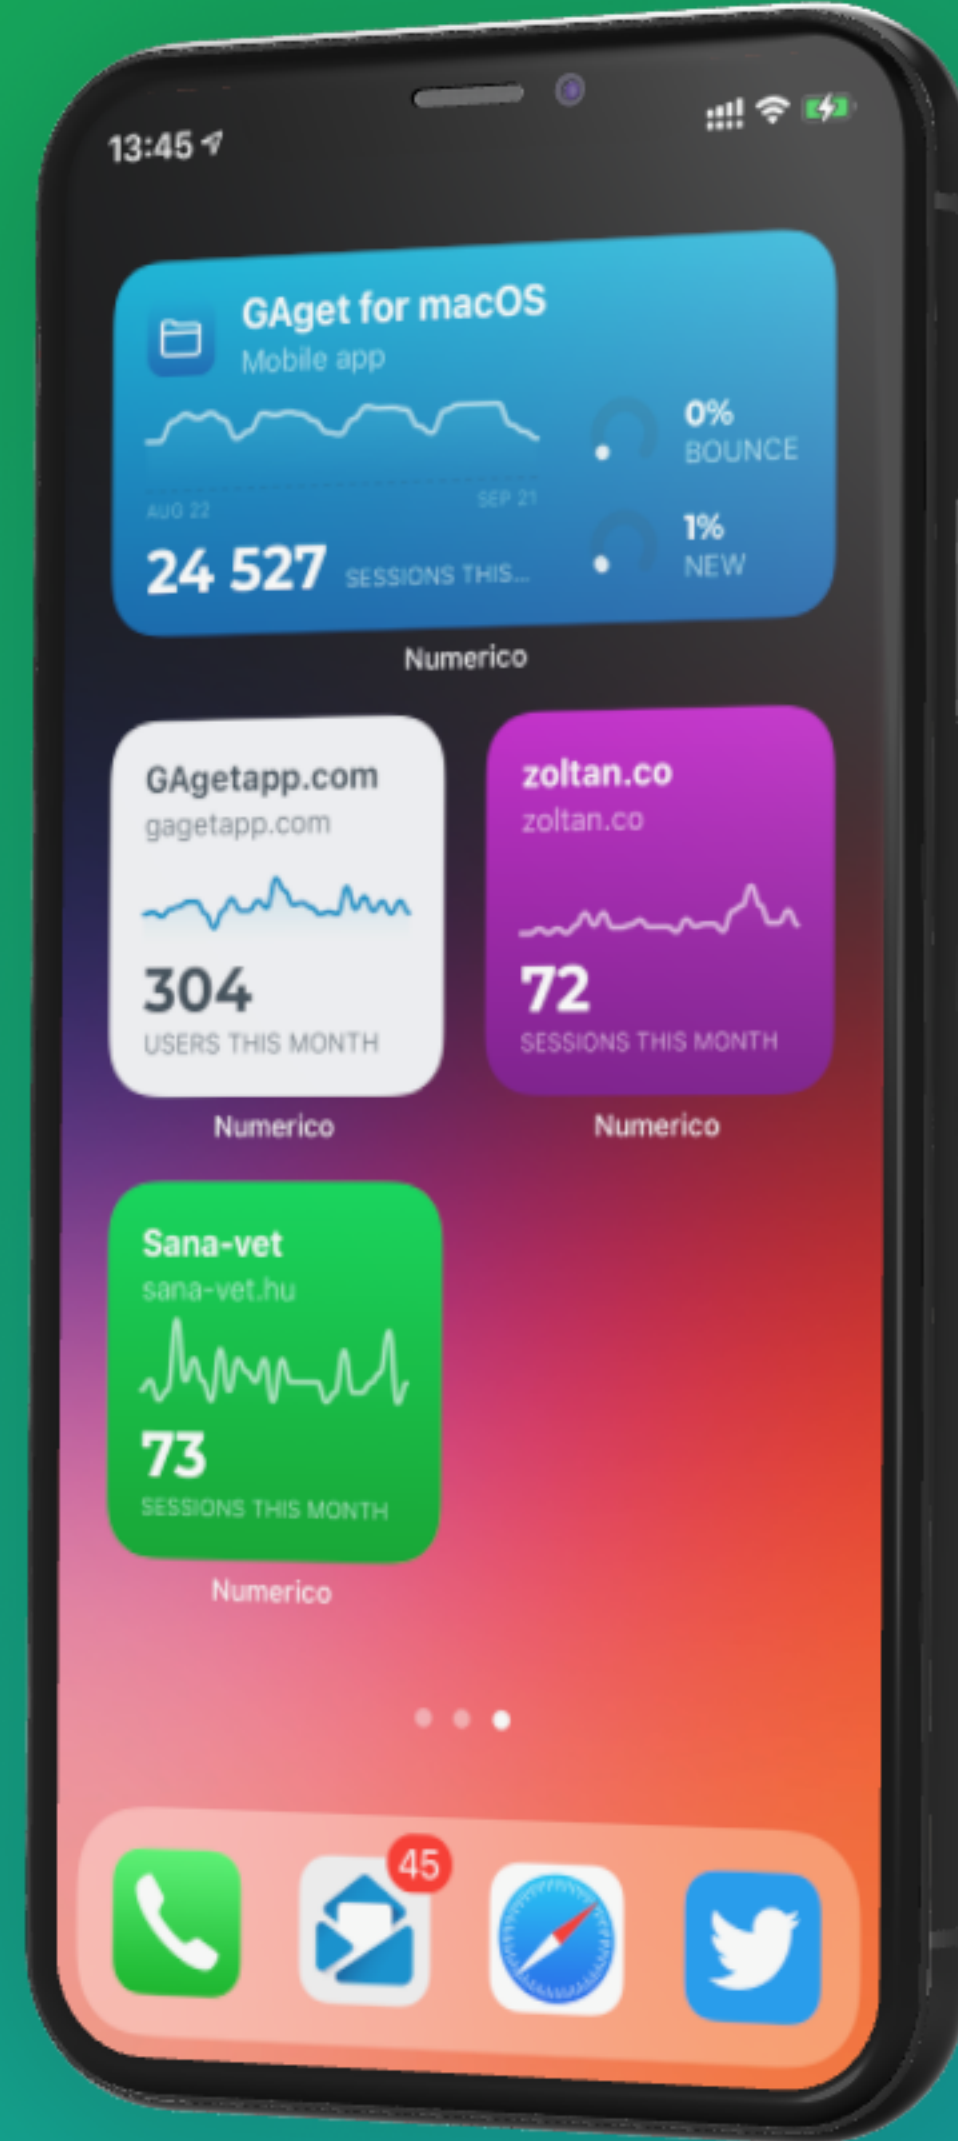 13:45
GAget for macOS
Mobile app
0%
BOUNCE
AUG 22
SEP 21
1%
NEW
24 527 SESSIONS THIS...
Numerico
GAgetapp.com
gagetapp.com
304
USERS THIS MONTH
Numerico
zoltan.co
zoltan.co
72
SESSIONS THIS MONTH
Numerico
Sana-vet
sana-vet.hu
73
SESSIONS THIS MONTH
Numerico
45